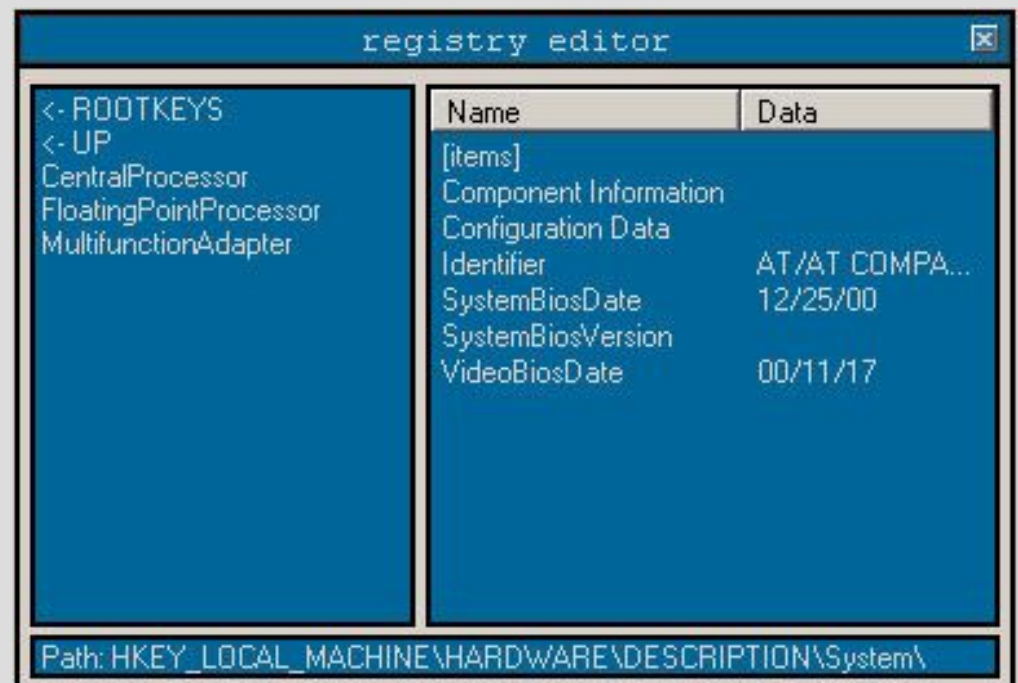 registry editor
<- ROOTKEYS
<- UP
CentralProcessor
FloatingPointProcessor
MultifunctionAdapter
Name Data
[items]
Component Information
Configuration Data
Identifier AT/AT COMPA...
SystemBiosDate 12/25/00
SystemBiosVersion
VideoBiosDate 00/11/17
Path: HKEY_LOCAL_MACHINE\HARDWARE\DESCRIPTION\System\